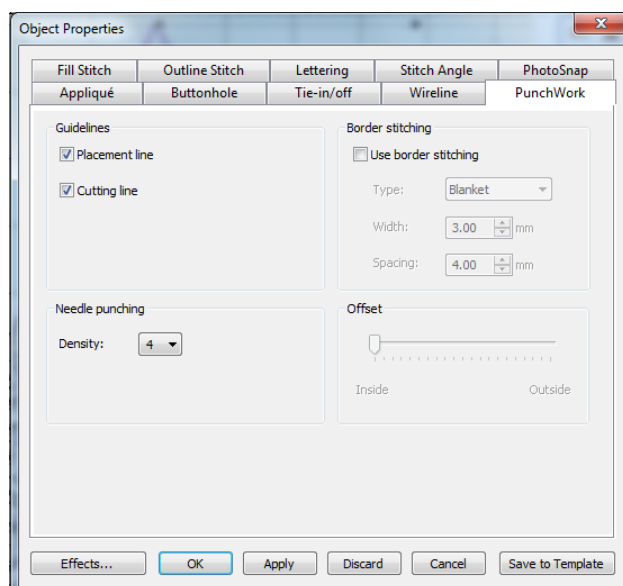 Object Properties
Fill Stitch Outline Stitch Lettering Stitch Angle PhotoSnap
Appliqué Buttonhole Tie-in/off Wireline PunchWork
Guidelines
Placement line
Cutting line
Border stitching
Use border stitching
Type: Blanket
Width: 3.00 mm
Spacing: 4.00 mm
Needle punching
Density: 4
Offset
Inside Outside
Effects... OK Apply Discard Cancel Save to Template